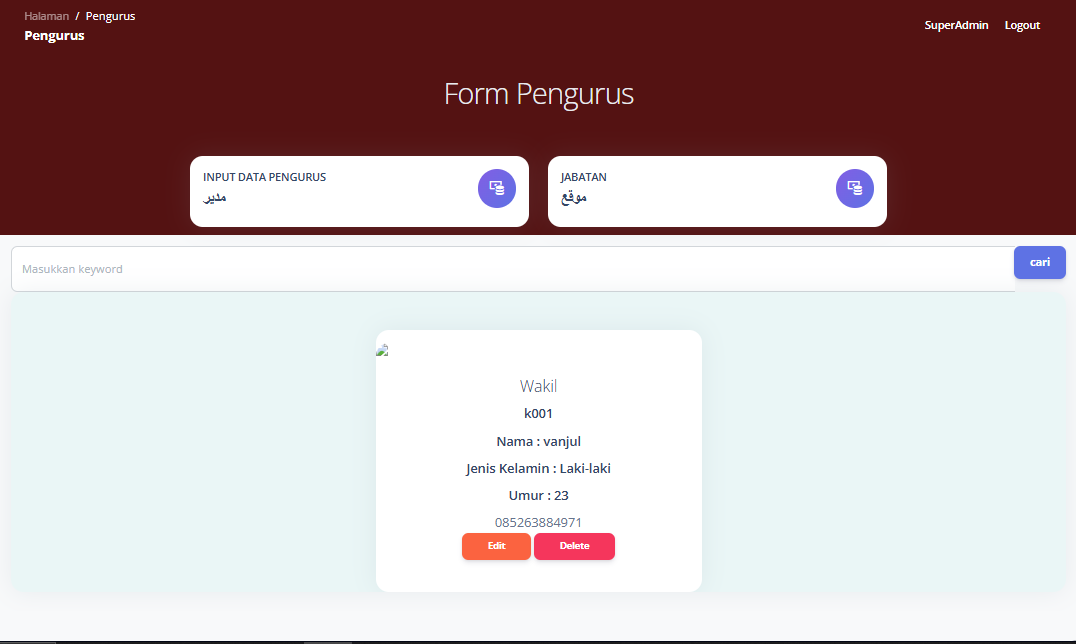 Halaman / Pengurus
Pengurus
SuperAdmin Logout
Form Pengurus
INPUT DATA PENGURUS
مدير
JABATAN
موقع
Masukkan keyword
cari
Wakil
k001
Nama : vanjul
Jenis Kelamin : Laki-laki
Umur : 23
085263884971
Edit Delete